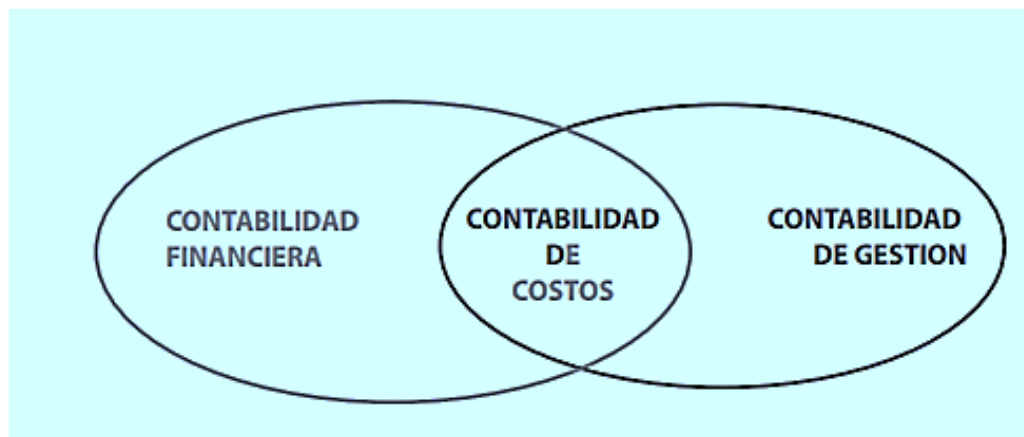 CONTABILIDAD
FINANCIERA
CONTABILIDAD
DE
COSTOS
CONTABILIDAD
DE GESTION